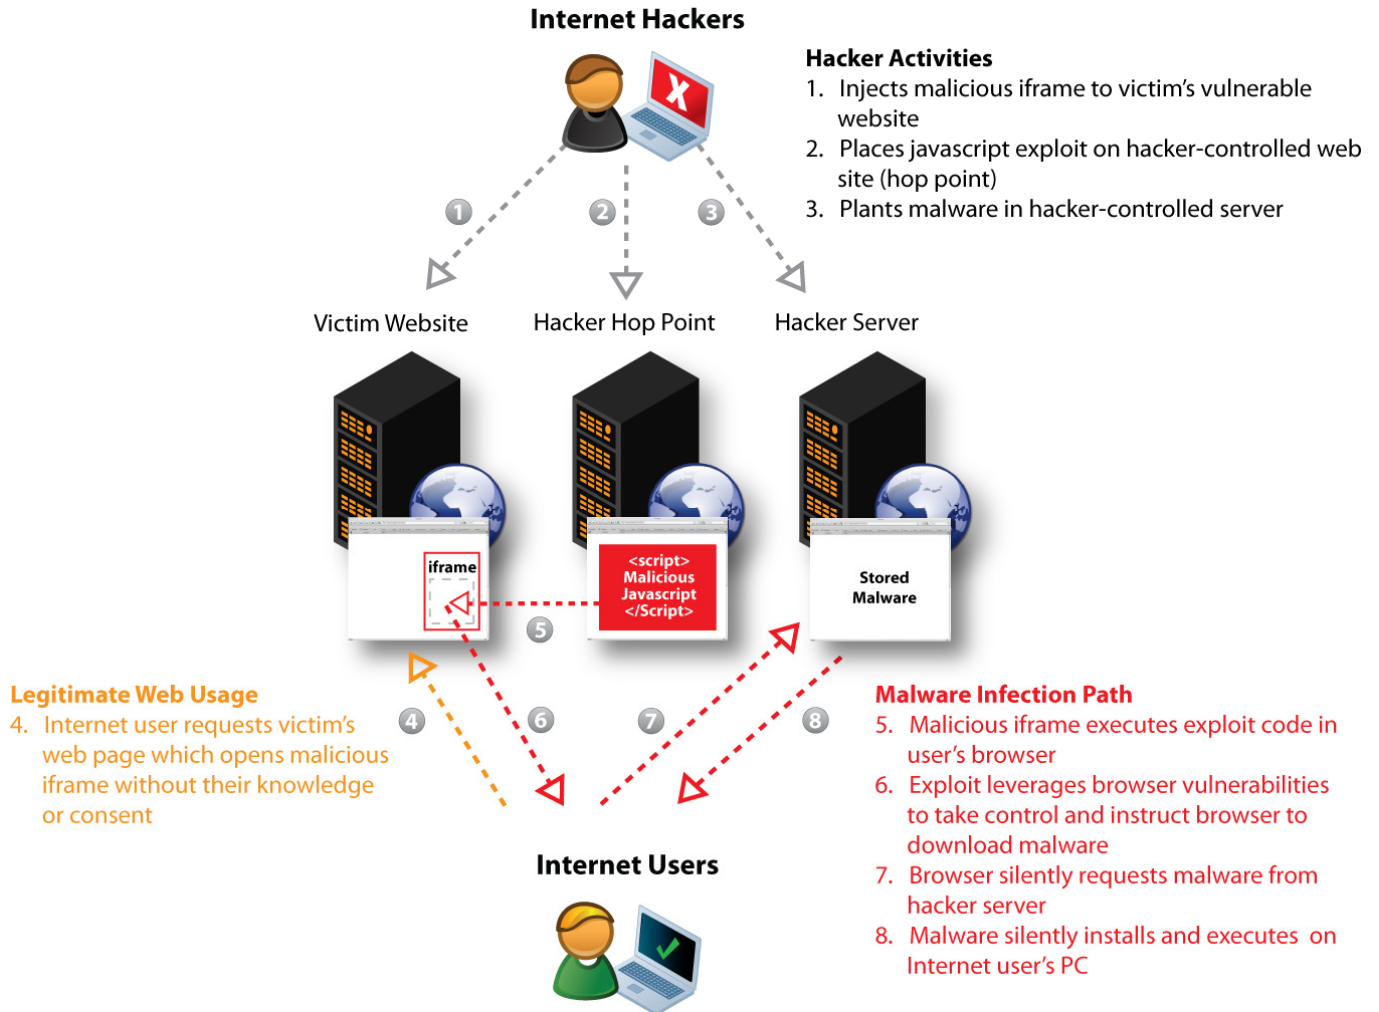 Internet Hackers
Hacker Activities
1. Injects malicious iframe to victim's vulnerable
website
2. Places javascript exploit on hacker-controlled web
site (hop point)
3. Plants malware in hacker-controlled server
X
1
2
3
Victim Website
Hacker Hop Point
Hacker Server
iframe
<script>
Malicious
Javascript
</Script>
Stored
Malware
5
Legitimate Web Usage
4. Internet user requests victim's
web page which opens malicious
iframe without their knowledge
or consent
4
6
7
8
Malware Infection Path
5. Malicious iframe executes exploit code in
user's browser
6. Exploit leverages browser vulnerabilities
to take control and instruct browser to
download malware
7. Browser silently requests malware from
hacker server
8. Malware silently installs and executes on
Internet user's PC
Internet Users